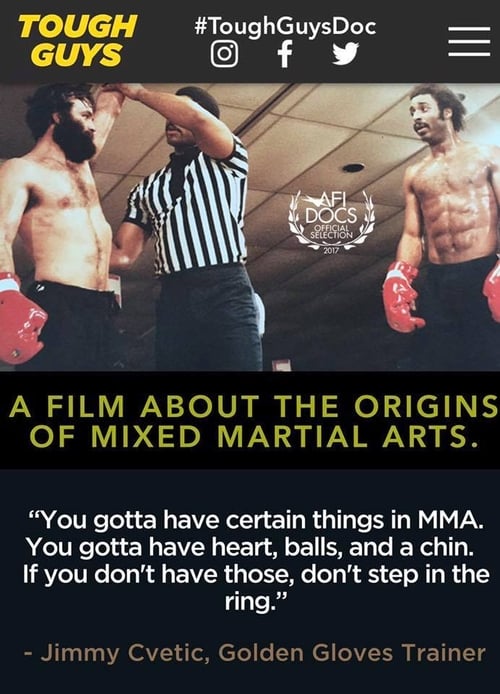 TOUGH
GUYS
#ToughGuysDoc
AFI
DOCS
OFFICIAL
SELECTION
2017
A FILM ABOUT THE ORIGINS
OF MIXED MARTIAL ARTS.
“You gotta have certain things in MMA.
You gotta have heart, balls, and a chin.
If you don't have those, don't step in the
ring.”
- Jimmy Cvetic, Golden Gloves Trainer